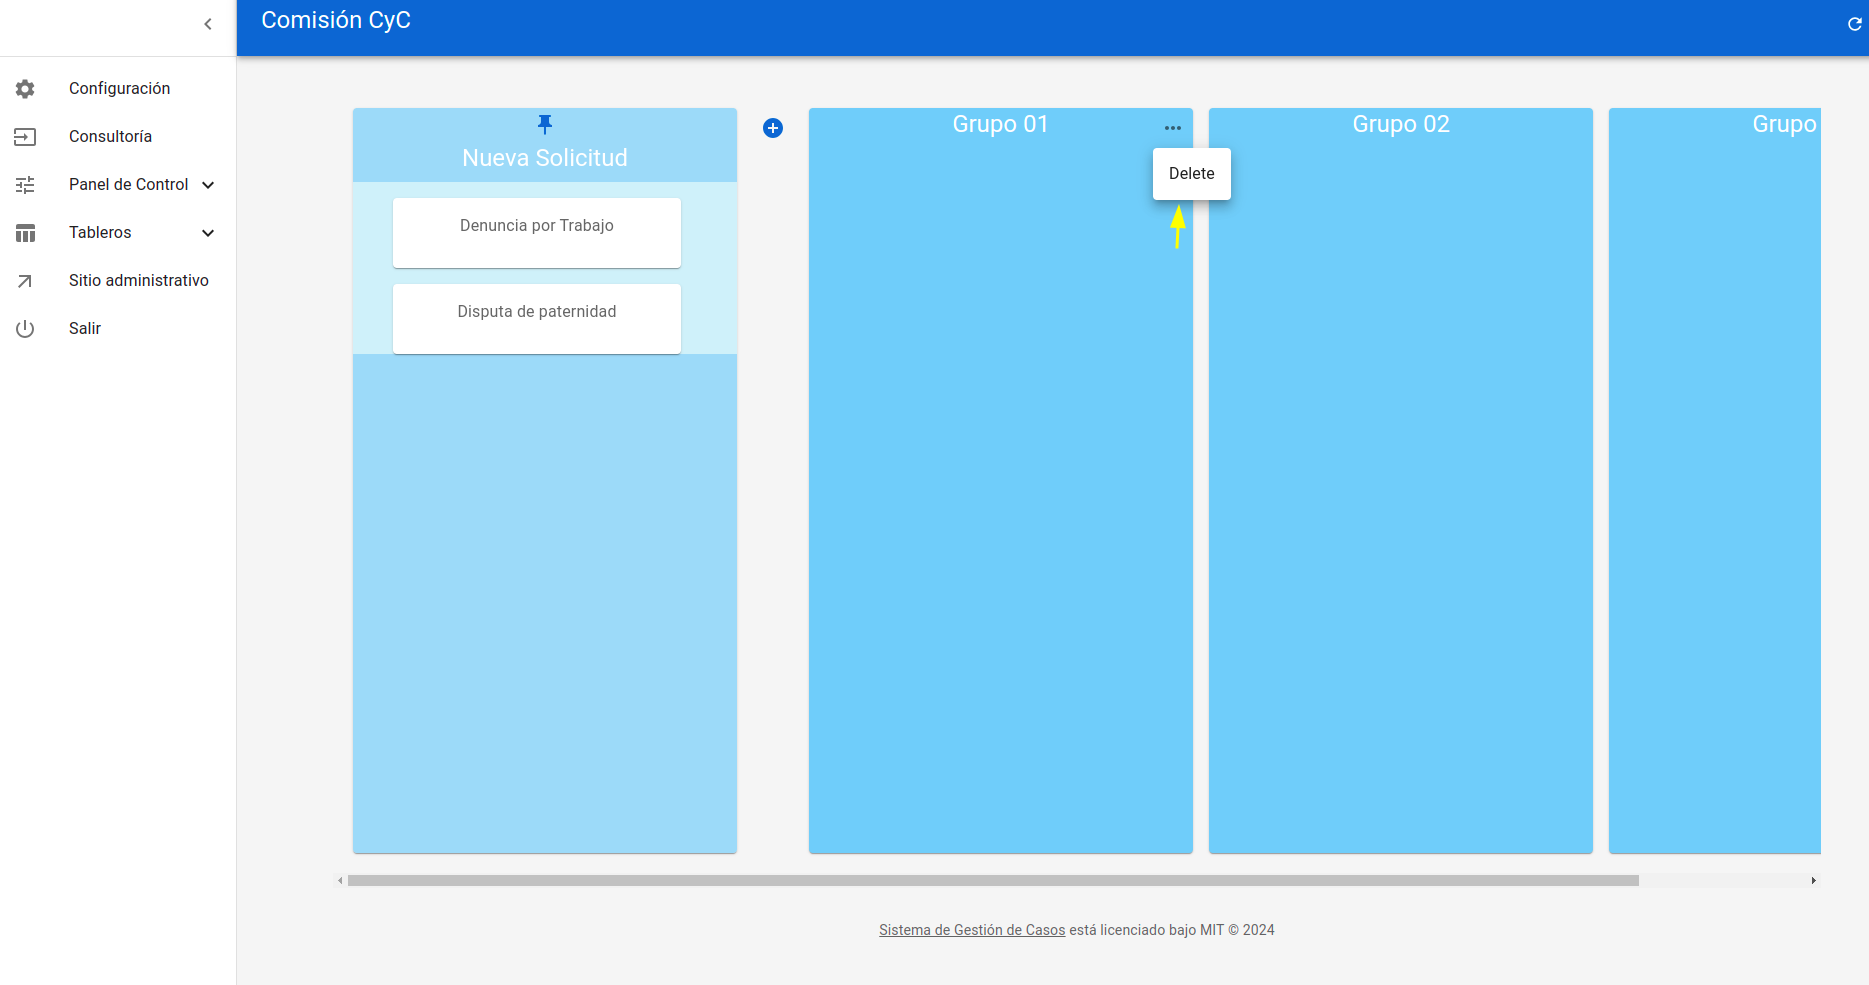 Comisión CyC
Configuración
Consultoría
Panel de Control
Tableros
Sitio administrativo
Salir
Nueva Solicitud
Denuncia por Trabajo
Disputa de paternidad
Grupo 01
Delete
Grupo 02
Grupo
Sistema de Gestión de Casos está licenciado bajo MIT © 2024